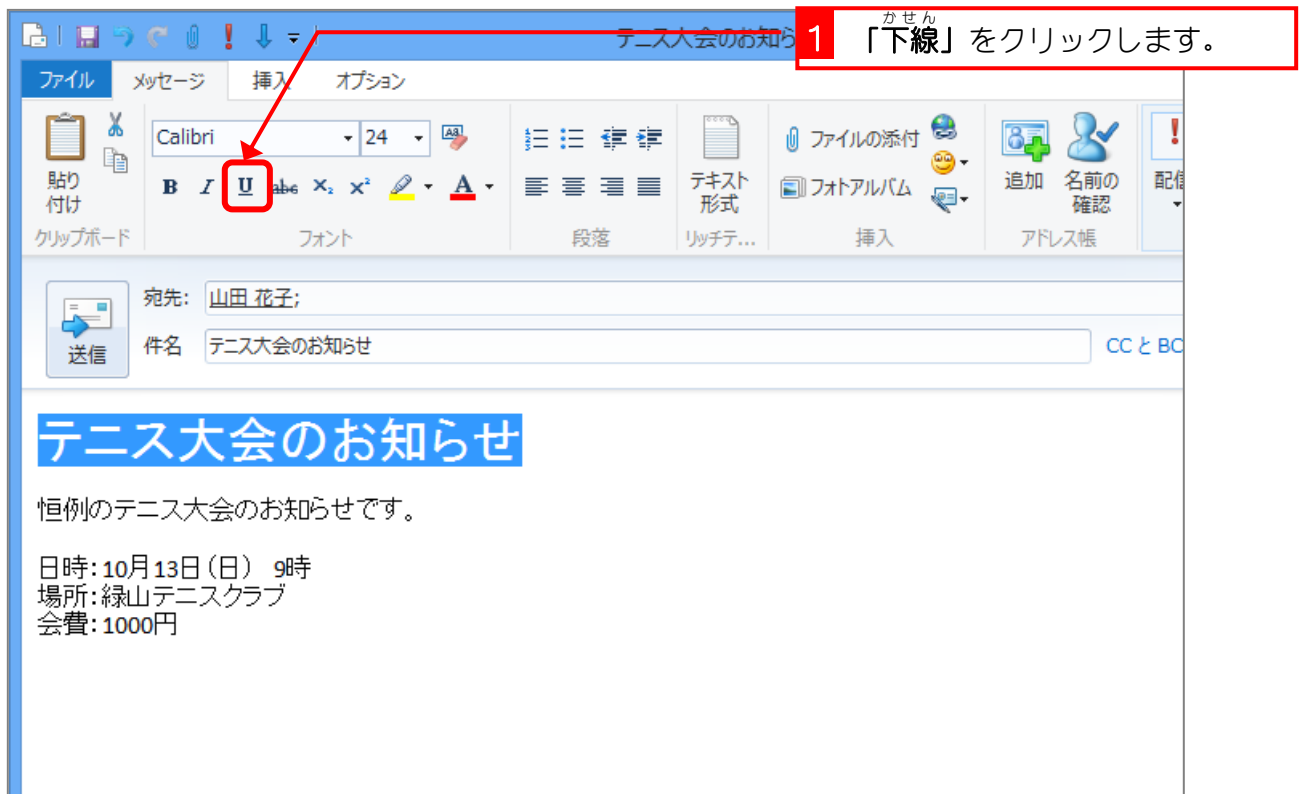 テニス大会のお知ら
1 「下線」をクリックします。
かせん
ファイル メッセージ 挿入 オプション
Calibri 24
貼り付け
B I U abc X₂ X² A
テキスト形式
ファイルの添付
フォトアルバム
追加 名前の確認
配信
クリップボード フォント 段落 リッチテ... 挿入 アドレス帳
送信
宛先: 山田 花子;
件名 テニス大会のお知らせ CC と BC
テニス大会のお知らせ
恒例のテニス大会のお知らせです。
日時：10月13日（日） 9時
場所：緑山テニスクラブ
会費：1000円